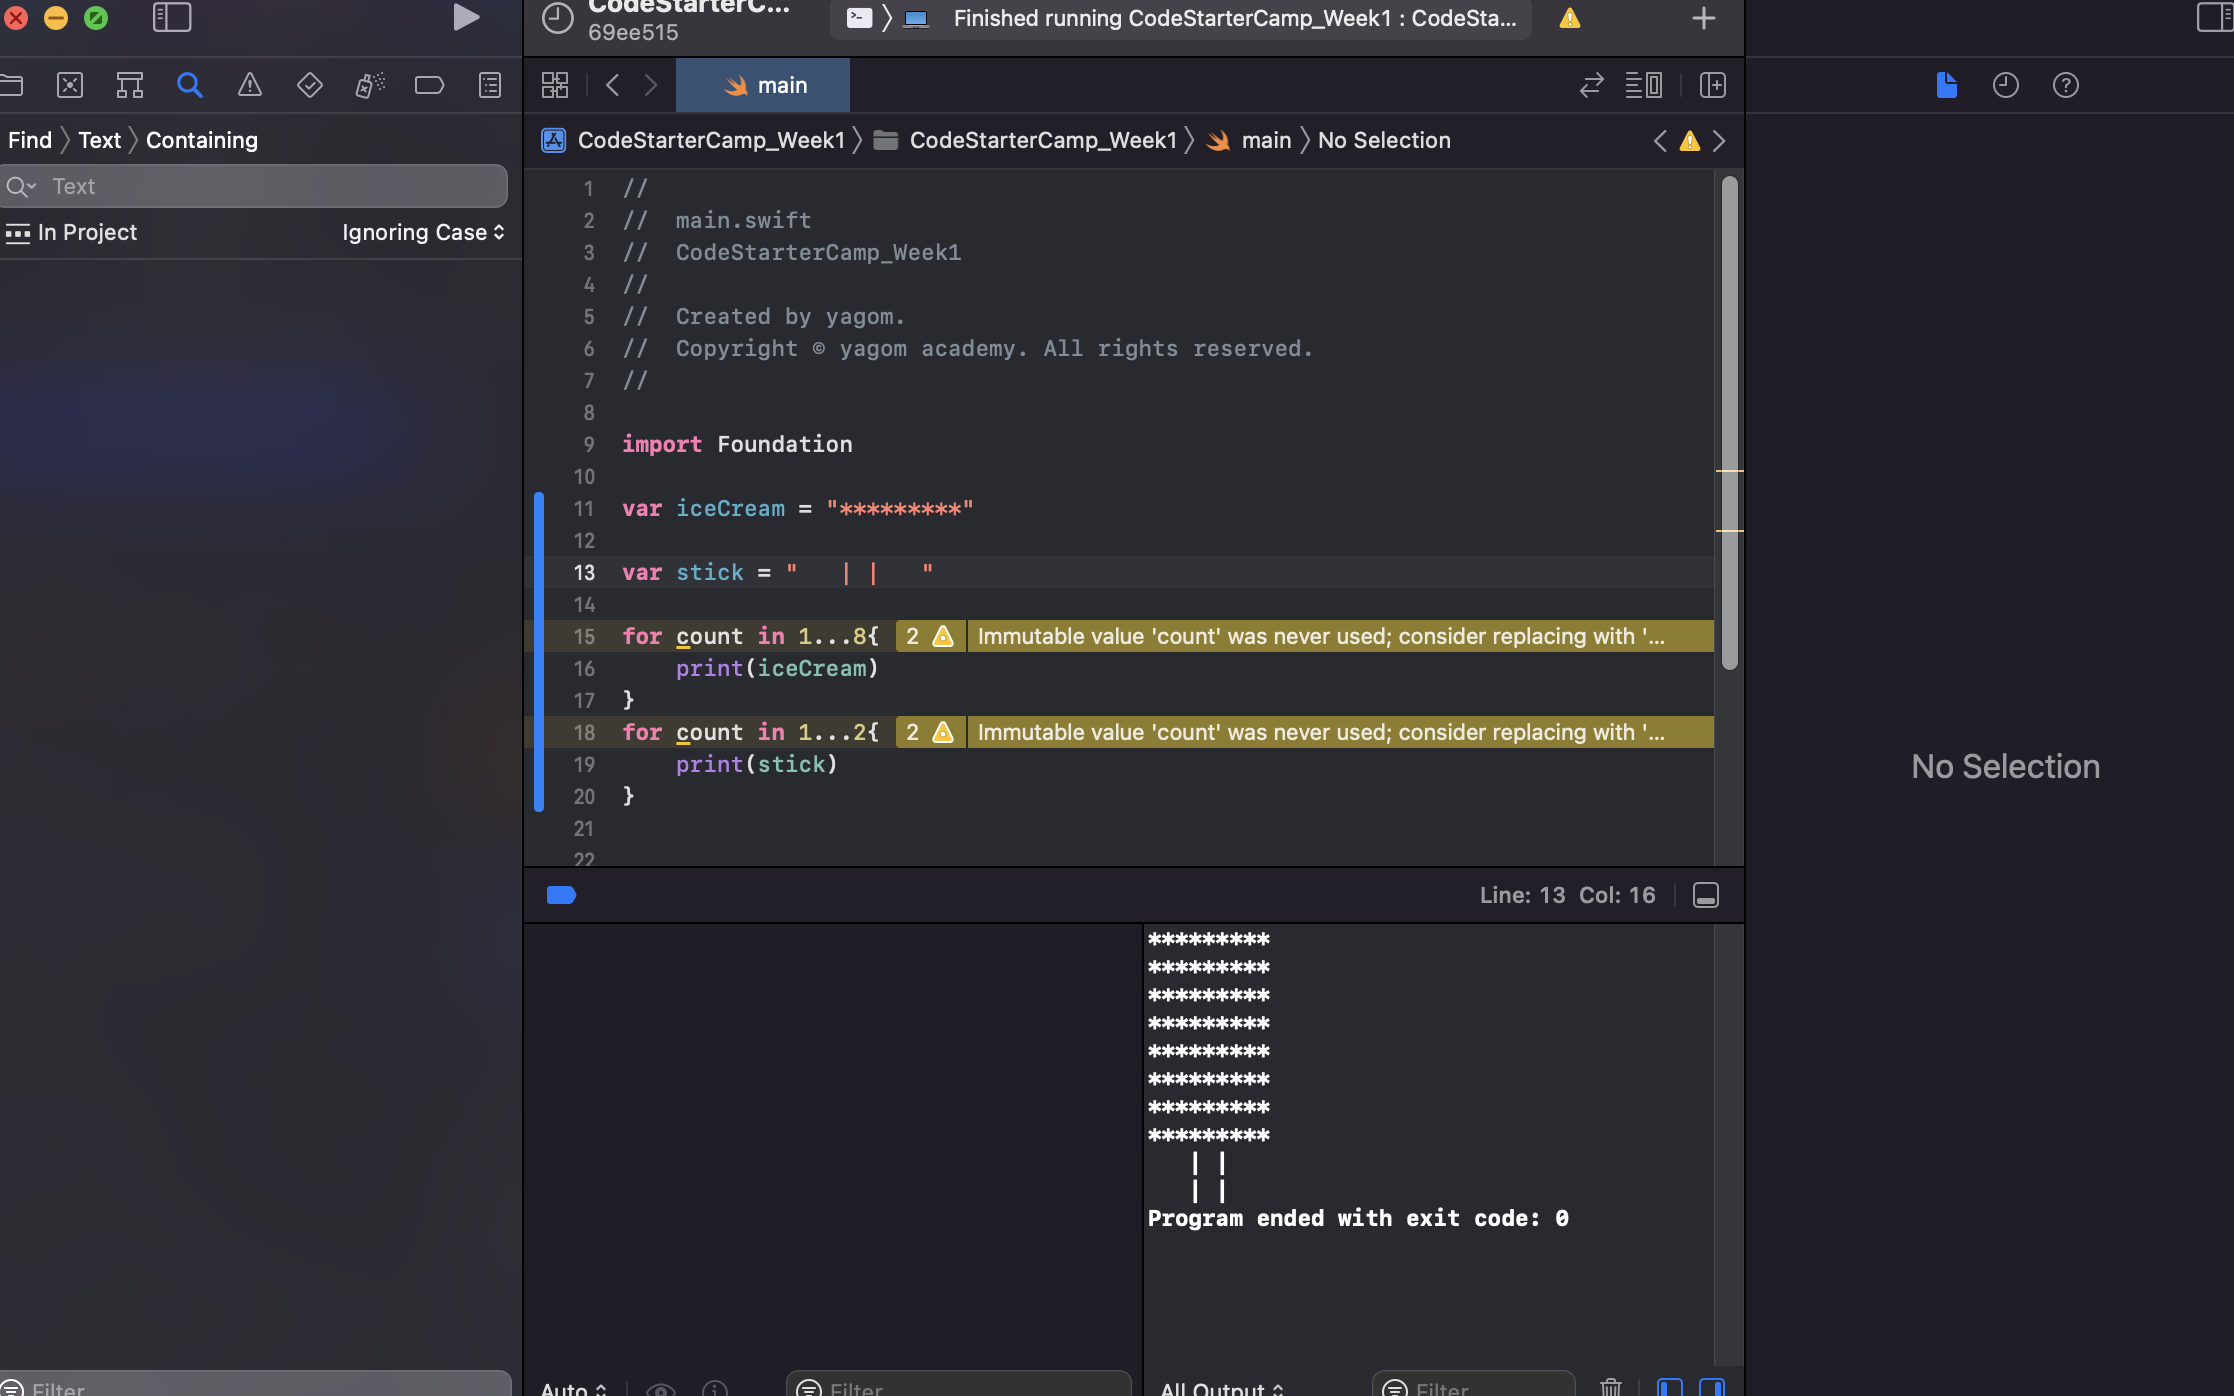 CodeStarterC...
69ee515
Finished running CodeStarterCamp_Week1 : CodeSta...
main
Find Text Containing
Text
In Project
Ignoring Case
CodeStarterCamp_Week1 CodeStarterCamp_Week1 main No Selection
1 //
2 //  main.swift
3 //  CodeStarterCamp_Week1
4 //
5 //  Created by yagom.
6 //  Copyright © yagom academy. All rights reserved.
7 //
8
9 import Foundation
10
11 var iceCream = "*********"
12
13 var stick = "   | |   "
14
15 for count in 1...8{ 2 Immutable value 'count' was never used; consider replacing with '...
16     print(iceCream)
17 }
18 for count in 1...2{ 2 Immutable value 'count' was never used; consider replacing with '...
19     print(stick)
20 }
21
22
Line: 13 Col: 16
*********
*********
*********
*********
*********
*********
*********
*********
   | |
   | |
Program ended with exit code: 0
No Selection
Filter
Auto
Filter
All Output
Filter